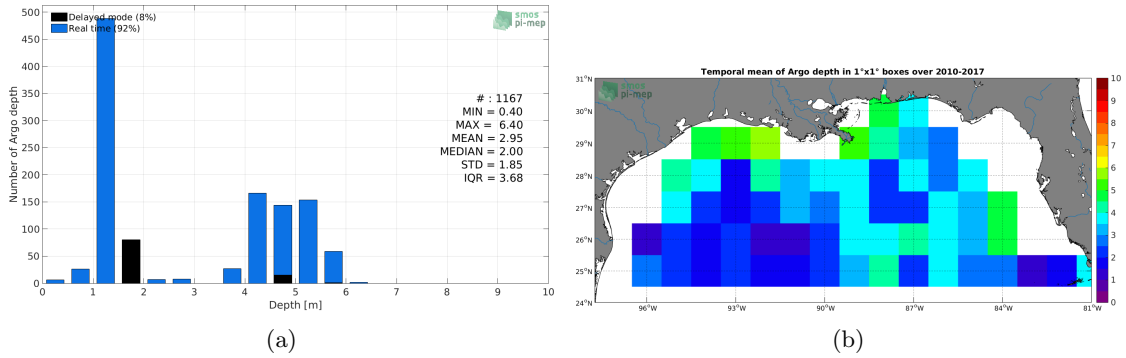 Delayed mode (8%)
Real time (92%)
smos
pi-mep
Number of Argo depth
500
450
400
350
300
250
200
150
100
50
0
# : 1167
MIN = 0.40
MAX = 6.40
MEAN = 2.95
MEDIAN = 2.00
STD = 1.85
IQR = 3.68
0 1 2 3 4 5 6 7 8 9 10
Depth [m]
(a)
Temporal mean of Argo depth in 1°x1° boxes over 2010-2017
smos
pi-mep
31°N
30°N
29°N
28°N
27°N
26°N
25°N
24°N
96°W 93°W 90°W 87°W 84°W 81°W
10
9
8
7
6
5
4
3
2
1
0
(b)